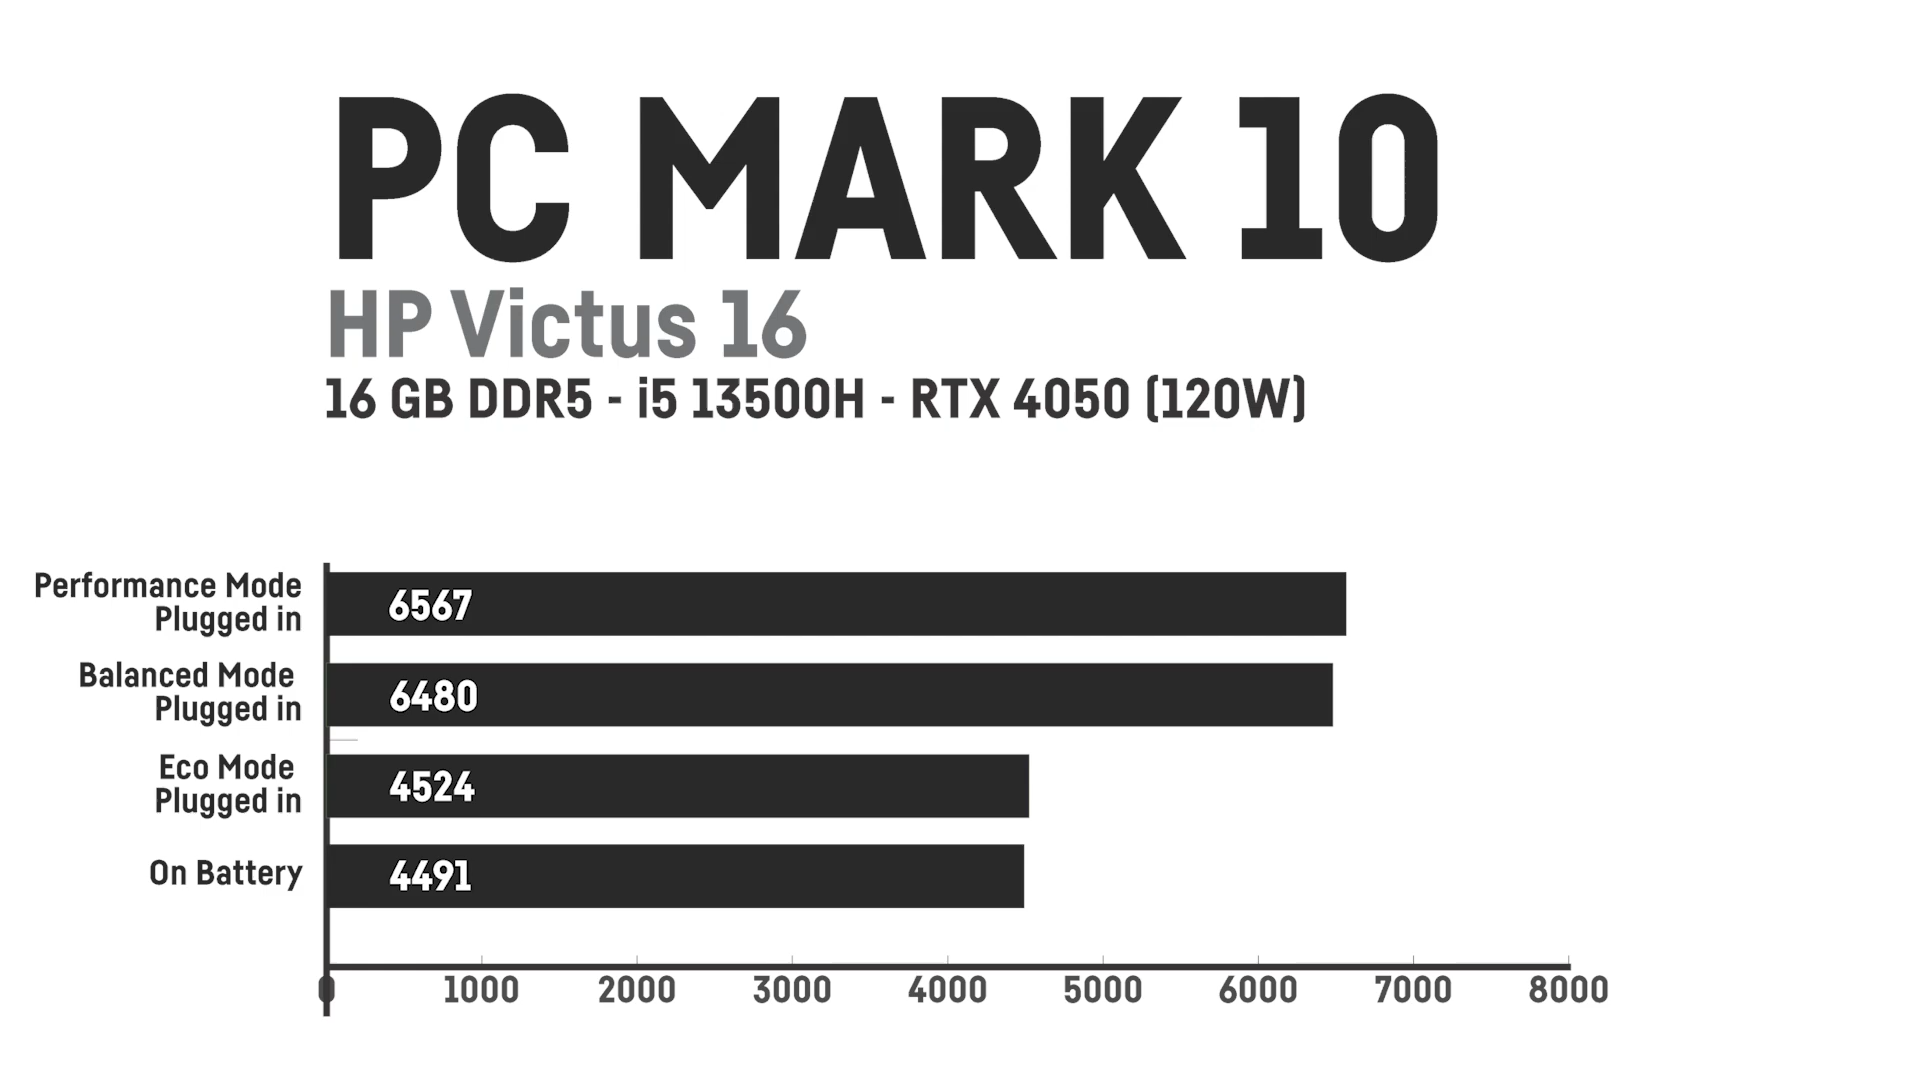 PC MARK 10
HP Victus 16
16 GB DDR5 - i5 13500H - RTX 4050 (120W)
Performance Mode
Plugged in
6567
Balanced Mode
Plugged in
6480
Eco Mode
Plugged in
4524
On Battery
4491
0 1000 2000 3000 4000 5000 6000 7000 8000